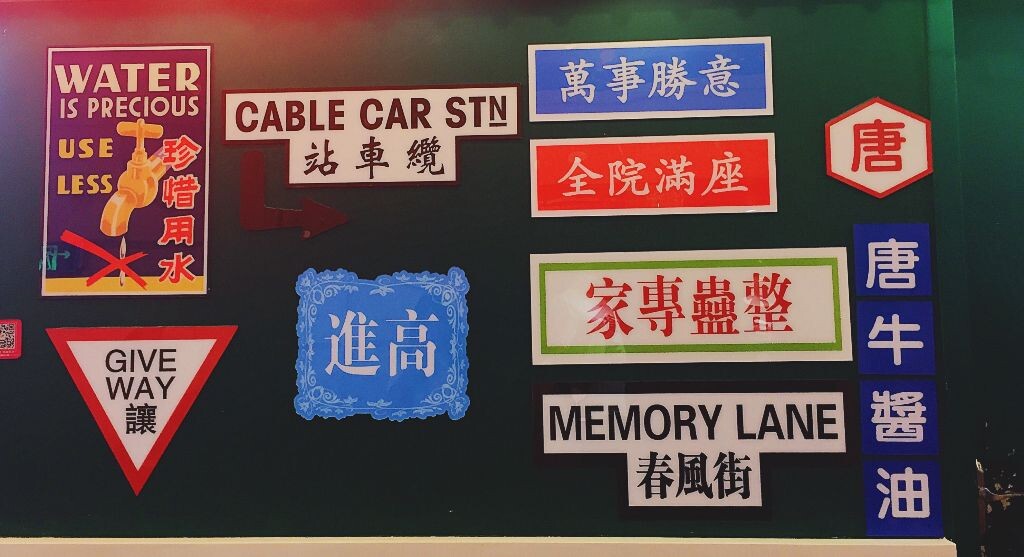 WATER
IS PRECIOUS
USE
LESS
珍惜用水
CABLE CAR STN
站車纜
萬事勝意
全院滿座
唐
進高
家專蠱整
唐牛醬油
GIVE
WAY
讓
MEMORY LANE
春風街